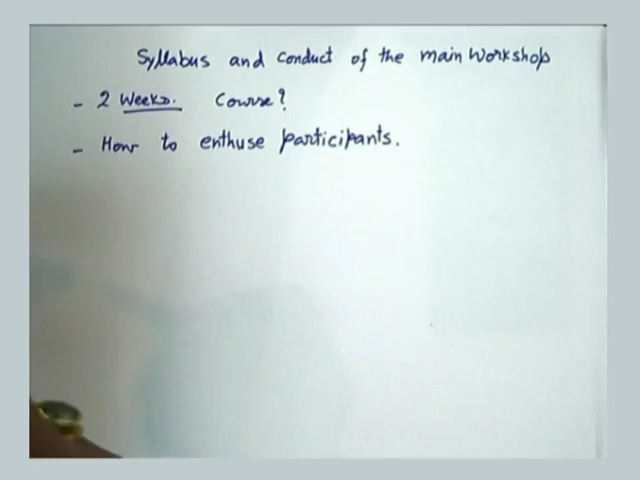 Syllabus and conduct of the main workshop
- 2 Weeks. Course?
- How to enthuse participants.